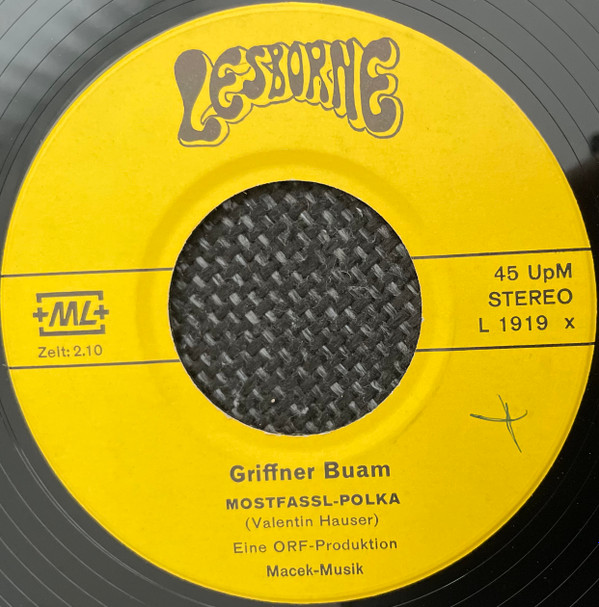 LESBORNE
45 UpM
STEREO
L 1919 x
+ML+
Zeit: 2.10
Griffner Buam
MOSTFASSL-POLKA
(Valentin Hauser)
Eine ORF-Produktion
Macek-Musik